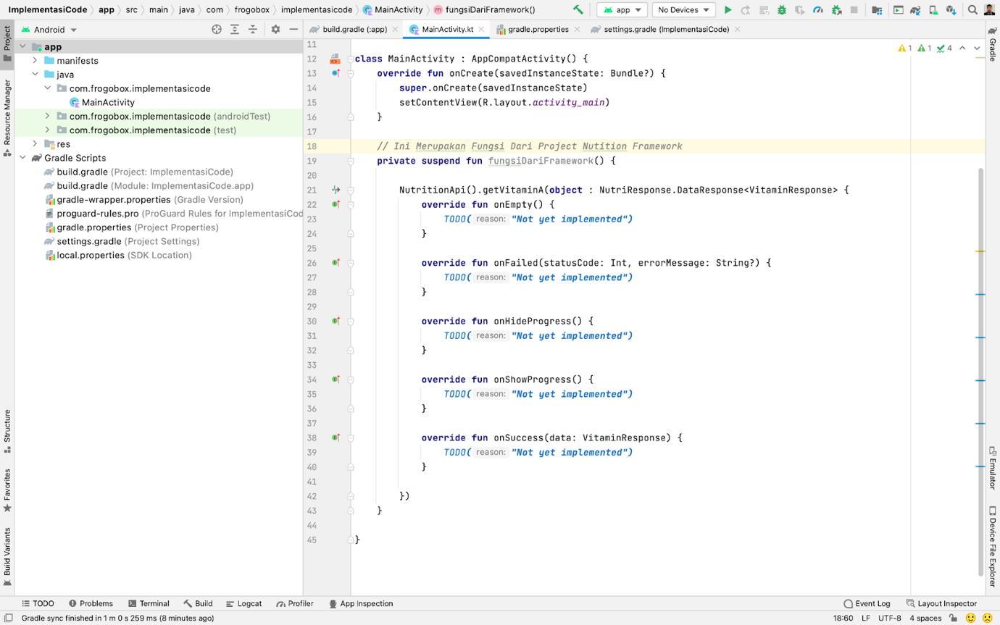 ImplementasiCode app src main java com frogobox implementasicode MainActivity fungsiDariFramework() app No Devices
Project
Resource Manager
Structure
Favorites
Build Variants
Android
app
manifests
java
com.frogobox.implementasicode
MainActivity
com.frogobox.implementasicode (androidTest)
com.frogobox.implementasicode (test)
res
Gradle Scripts
build.gradle (Project: ImplementasiCode)
build.gradle (Module: ImplementasiCode.app)
gradle-wrapper.properties (Gradle Version)
proguard-rules.pro (ProGuard Rules for ImplementasiCod
gradle.properties (Project Properties)
settings.gradle (Project Settings)
local.properties (SDK Location)
build.gradle (:app) MainActivity.kt gradle.properties settings.gradle (ImplementasiCode)
1 1 4
11
12 class MainActivity : AppCompatActivity() {
13 override fun onCreate(savedInstanceState: Bundle?) {
14 super.onCreate(savedInstanceState)
15 setContentView(R.layout.activity_main)
16 }
17
18 // Ini Merupakan Fungsi Dari Project Nutition Framework
19 private suspend fun fungsiDariFramework() {
20
21 NutritionApi().getVitaminA(object : NutriResponse.DataResponse<VitaminResponse> {
22 override fun onEmpty() {
23 TODO( reason: "Not yet implemented")
24 }
25
26 override fun onFailed(statusCode: Int, errorMessage: String?) {
27 TODO( reason: "Not yet implemented")
28 }
29
30 override fun onHideProgress() {
31 TODO( reason: "Not yet implemented")
32 }
33
34 override fun onShowProgress() {
35 TODO( reason: "Not yet implemented")
36 }
37
38 override fun onSuccess(data: VitaminResponse) {
39 TODO( reason: "Not yet implemented")
40 }
41
42 })
43 }
44
45 }
Gradle
Emulator
Device File Explorer
TODO Problems Terminal Build Logcat Profiler App Inspection Event Log Layout Inspector
Gradle sync finished in 1 m 0 s 259 ms (8 minutes ago) 18:60 LF UTF-8 4 spaces